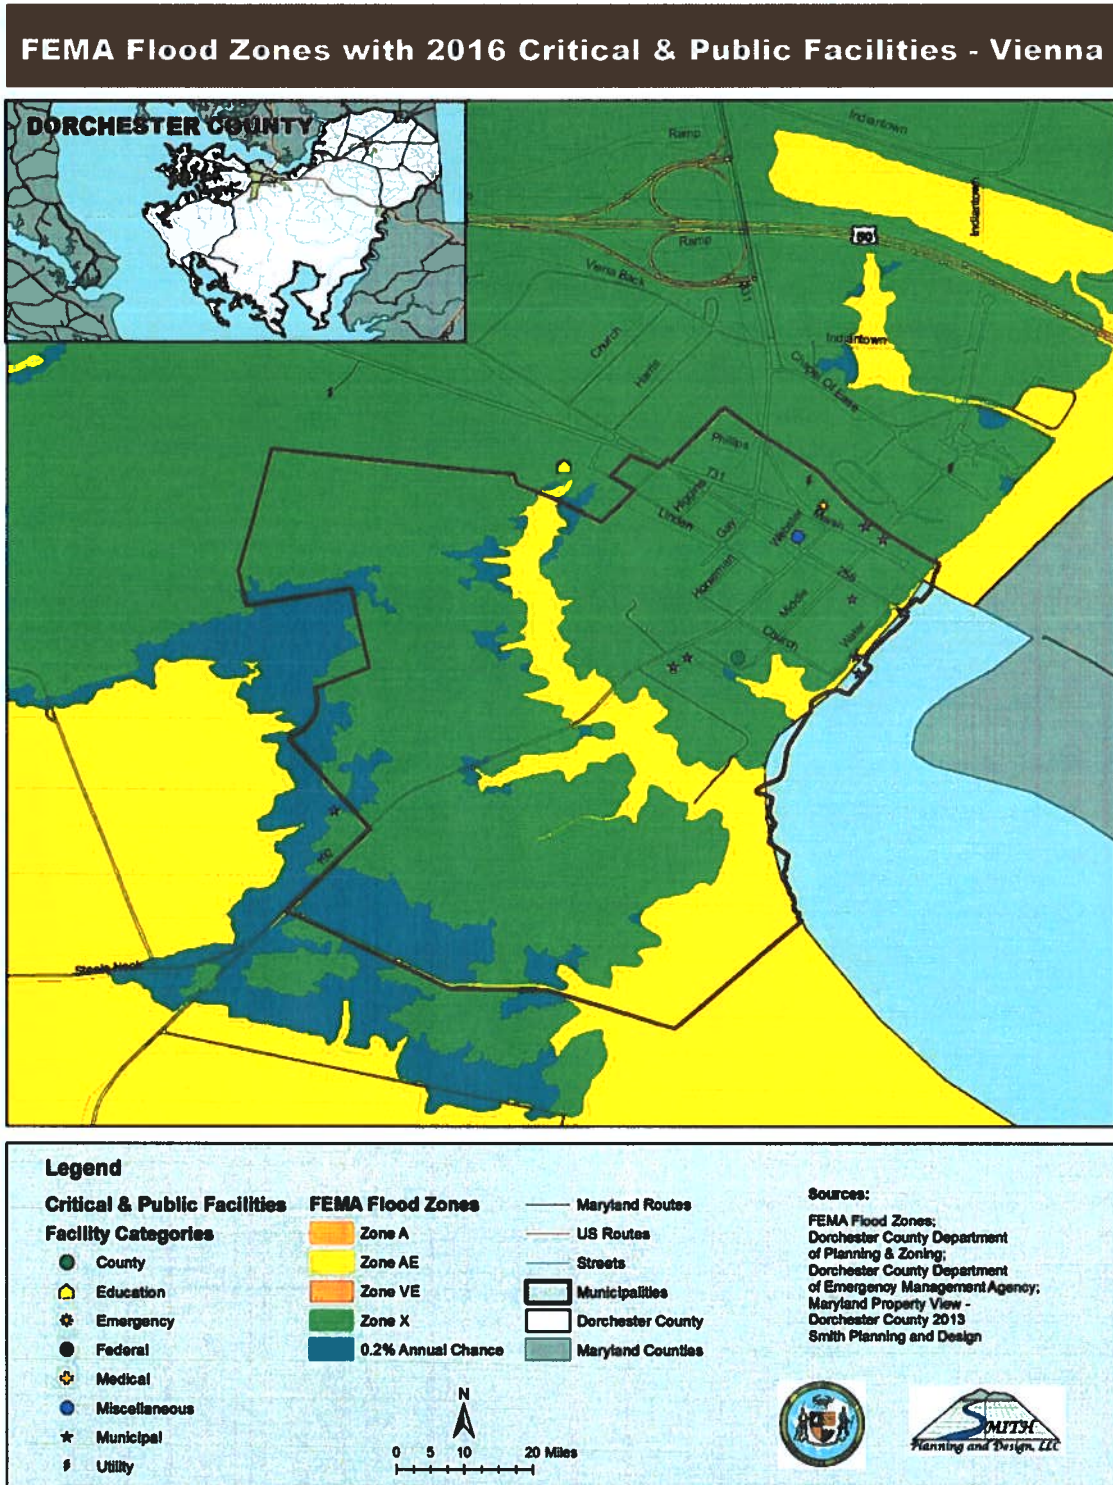 FEMA Flood Zones with 2016 Critical & Public Facilities - Vienna
DORCHESTER COUNTY
Ramp
Indiantown
Indiantown
50
Ramp
Vienna Back
Church
Harris
Indiantown
Chapel Of Ease
Phillips
731
Higgins
Linden
Gay
Webster
Marsh
Horseman
Middle
Church
Water
Steele Neck
Legend
Critical & Public Facilities
Facility Categories
County
Education
Emergency
Federal
Medical
Miscellaneous
Municipal
Utility
FEMA Flood Zones
Zone A
Zone AE
Zone VE
Zone X
0.2% Annual Chance
Maryland Routes
US Routes
Streets
Municipalities
Dorchester County
Maryland Counties
N
0 5 10 20 Miles
Sources:
FEMA Flood Zones;
Dorchester County Department
of Planning & Zoning;
Dorchester County Department
of Emergency Management Agency;
Maryland Property View -
Dorchester County 2013
Smith Planning and Design
SMITH
Planning and Design, LLC